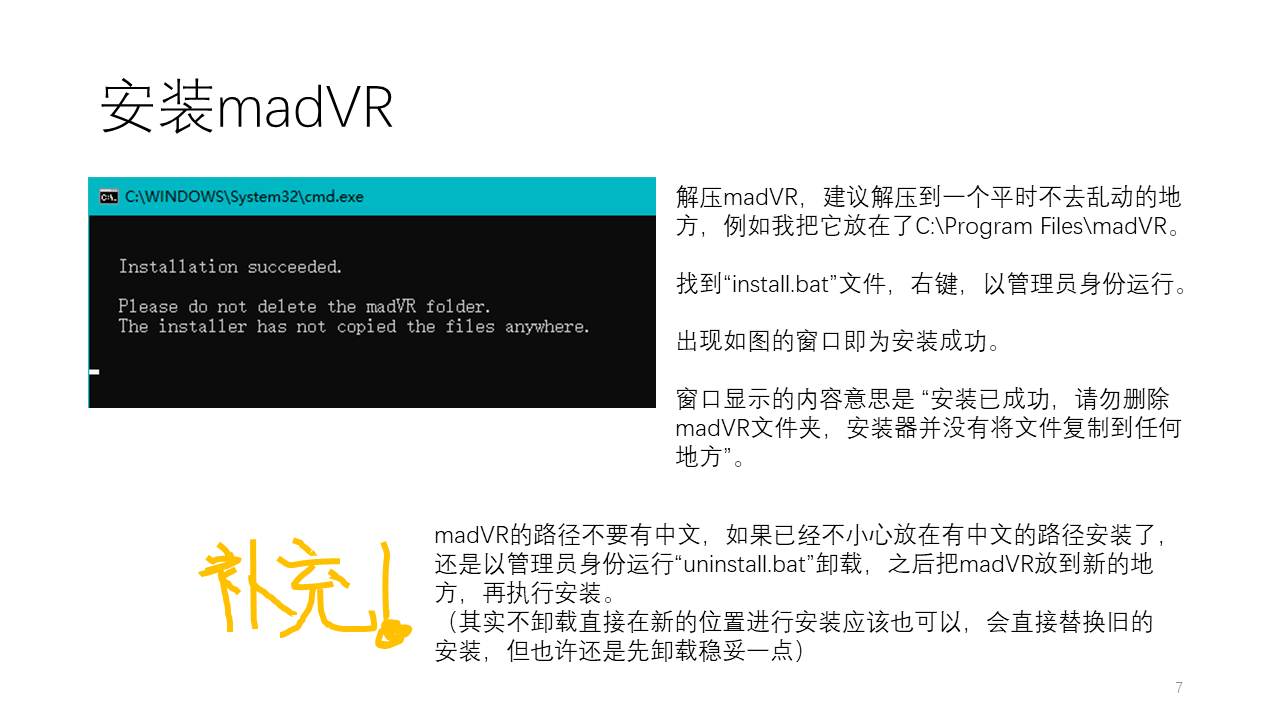 安装madVR
C:\WINDOWS\System32\cmd.exe
Installation succeeded.
Please do not delete the madVR folder.
The installer has not copied the files anywhere.
解压madVR，建议解压到一个平时不去乱动的地
方，例如我把它放在了C:\Program Files\madVR。
找到“install.bat”文件，右键，以管理员身份运行。
出现如图的窗口即为安装成功。
窗口显示的内容意思是 “安装已成功，请勿删除
madVR文件夹，安装器并没有将文件复制到任何
地方”。
补充！
madVR的路径不要有中文，如果已经不小心放在有中文的路径安装了，
还是以管理员身份运行“uninstall.bat”卸载，之后把madVR放到新的地
方，再执行安装。
（其实不卸载直接在新的位置进行安装应该也可以，会直接替换旧的
安装，但也许还是先卸载稳妥一点）
7